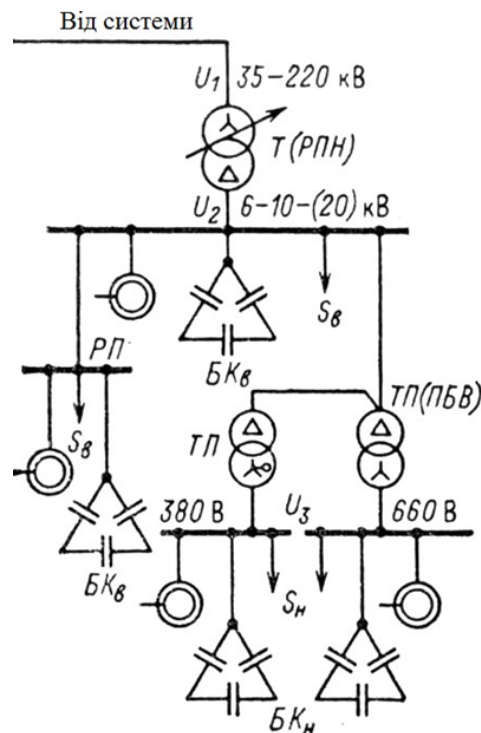 Від системи
U₁ 35–220 кВ
Т(РПН)
U₂ 6–10–(20) кВ
Sв
БКв
РП
Sв
БКв
ТП(ПБВ)
ТП
380 В U₃ 660 В
Sн
БКн